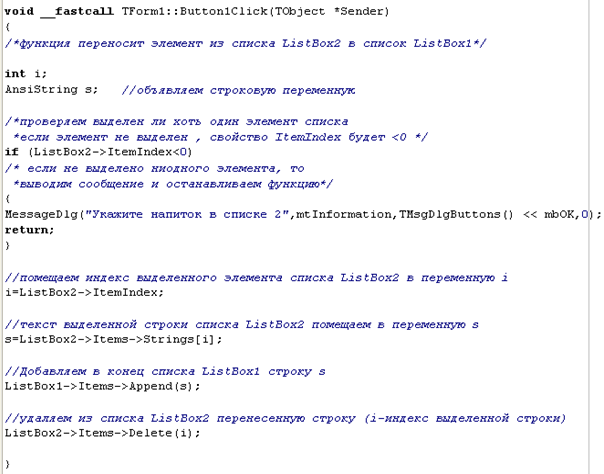 void __fastcall TForm1::Button1Click(TObject *Sender)
{
/*функция переносит элемент из списка ListBox2 в список ListBox1*/
int i;
AnsiString s;   //объявляем строковую переменную
/*проверяем выделен ли хоть один элемент списка
*если элемент не выделен , свойство ItemIndex будет <0 */
if (ListBox2->ItemIndex<0)
/* если не выделено ниодного элемента, то
*выводим сообщение и останавливаем функцию*/
{
MessageDlg("Укажите напиток в списке 2",mtInformation,TMsgDlgButtons() << mbOK,0);
return;
}
//помещаем индекс выделенного элемента списка ListBox2 в переменную i
i=ListBox2->ItemIndex;
//текст выделенной строки списка ListBox2 помещаем в переменную s
s=ListBox2->Items->Strings[i];
//Добавляем в конец списка ListBox1 строку s
ListBox1->Items->Append(s);
//удаляем из списка ListBox2 перенесенную строку (i-индекс выделенной строки)
ListBox2->Items->Delete(i);
}